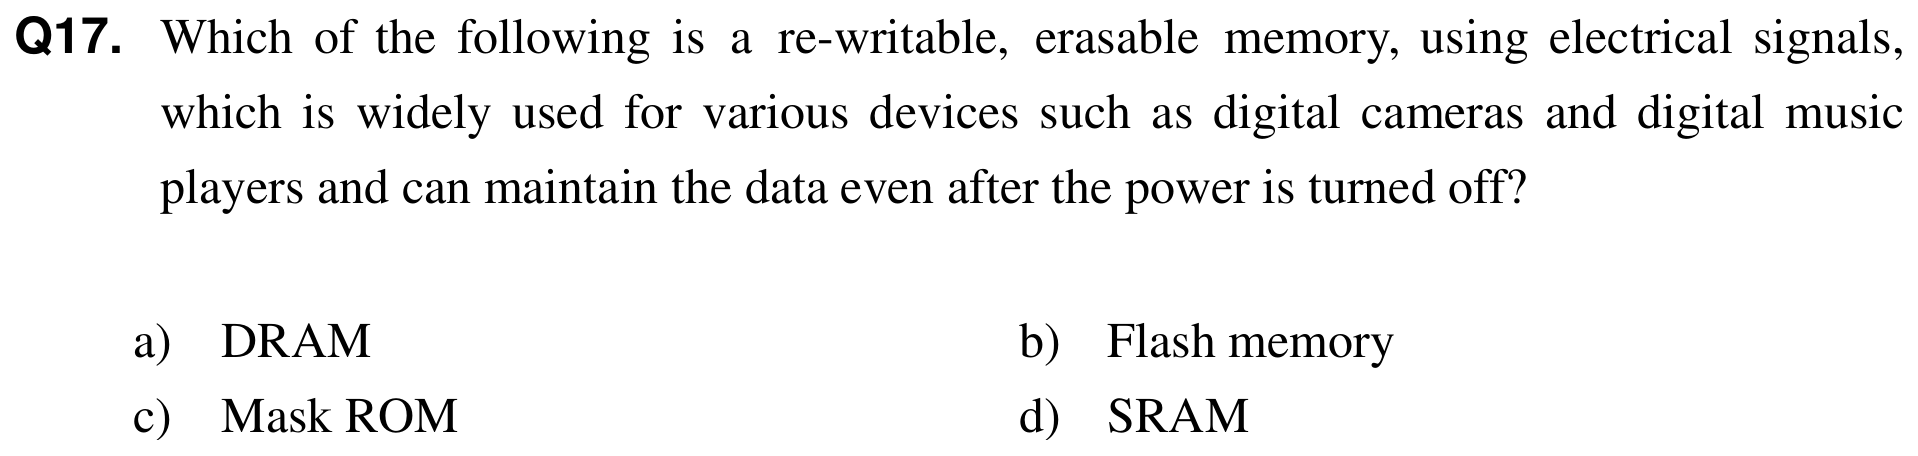 Q17. Which of the following is a re-writable, erasable memory, using electrical signals,
which is widely used for various devices such as digital cameras and digital music
players and can maintain the data even after the power is turned off?
a) DRAM b) Flash memory
c) Mask ROM d) SRAM